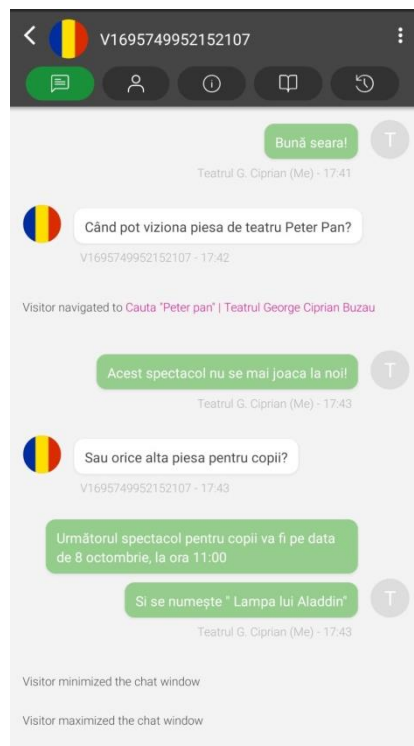 V1695749952152107
Bună seara!
T
Teatrul G. Ciprian (Me) - 17:41
Când pot viziona piesa de teatru Peter Pan?
V1695749952152107 - 17:42
Visitor navigated to Cauta "Peter pan" | Teatrul George Ciprian Buzau
Acest spectacol nu se mai joaca la noi!
T
Teatrul G. Ciprian (Me) - 17:43
Sau orice alta piesa pentru copii?
V1695749952152107 - 17:43
Următorul spectacol pentru copii va fi pe data
de 8 octombrie, la ora 11:00
Si se numește " Lampa lui Aladdin"
T
Teatrul G. Ciprian (Me) - 17:43
Visitor minimized the chat window
Visitor maximized the chat window